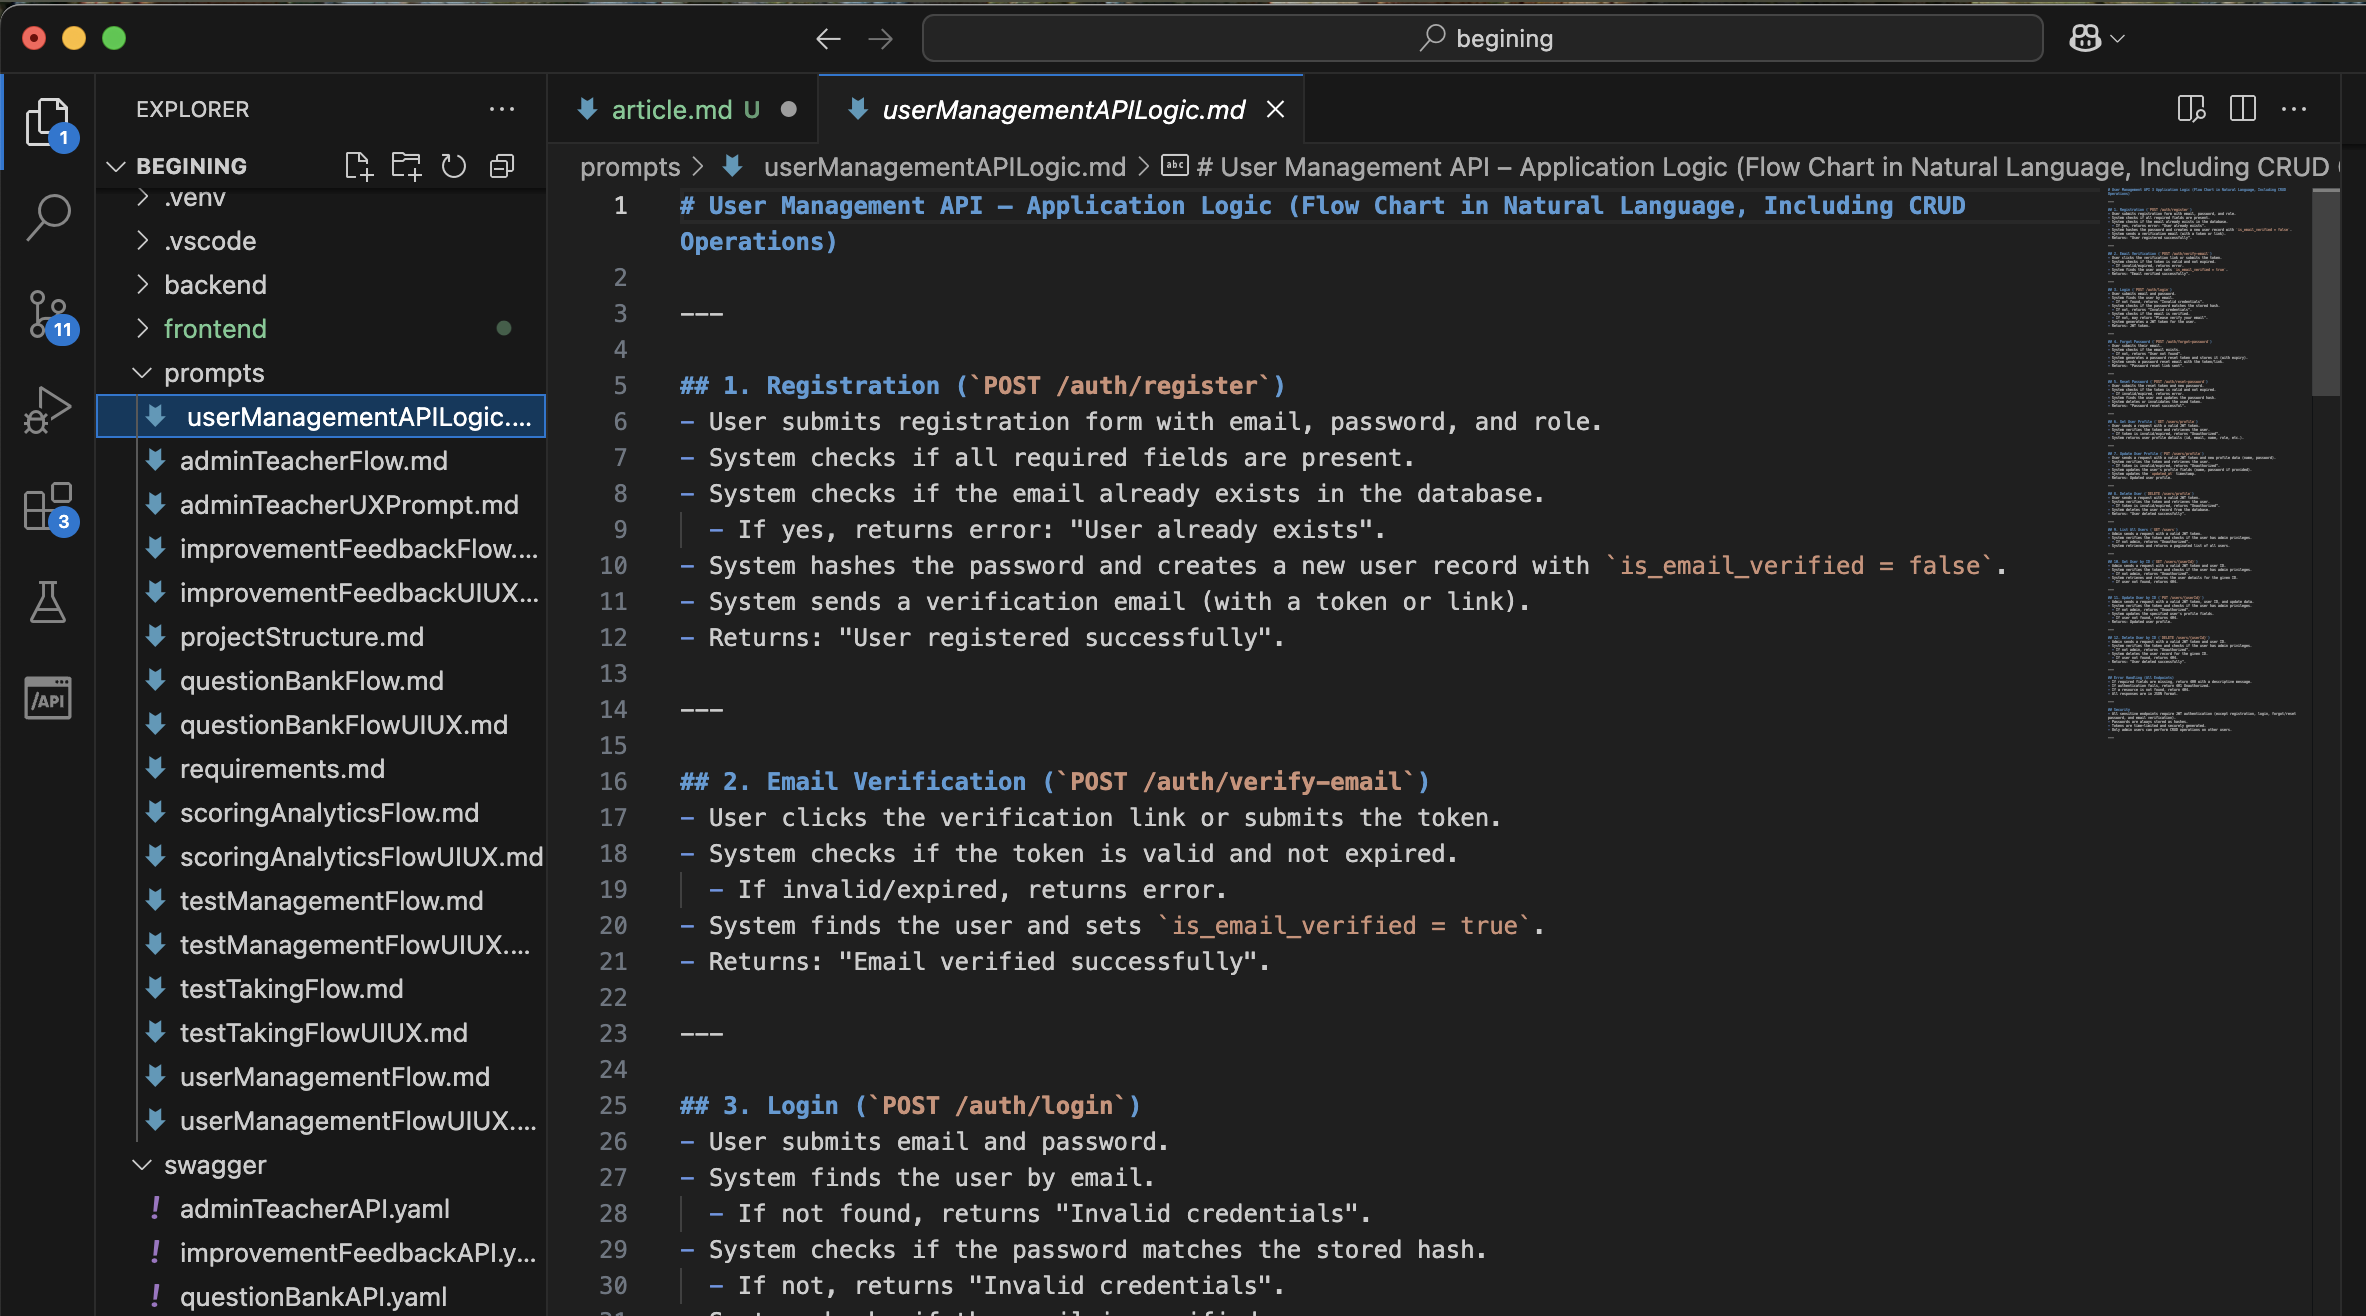 begining
EXPLORER
BEGINING
.venv
.vscode
backend
frontend
prompts
userManagementAPILogic....
adminTeacherFlow.md
adminTeacherUXPrompt.md
improvementFeedbackFlow....
improvementFeedbackUIUX...
projectStructure.md
questionBankFlow.md
questionBankFlowUIUX.md
requirements.md
scoringAnalyticsFlow.md
scoringAnalyticsFlowUIUX.md
testManagementFlow.md
testManagementFlowUIUX....
testTakingFlow.md
testTakingFlowUIUX.md
userManagementFlow.md
userManagementFlowUIUX....
swagger
! adminTeacherAPI.yaml
! improvementFeedbackAPI.y...
! questionBankAPI.yaml
1
11
3
/API
article.md U
userManagementAPILogic.md
prompts > userManagementAPILogic.md > abc # User Management API – Application Logic (Flow Chart in Natural Language, Including CRUD
1 # User Management API – Application Logic (Flow Chart in Natural Language, Including CRUD
Operations)
2
3 ---
4
5 ## 1. Registration (`POST /auth/register`)
6 - User submits registration form with email, password, and role.
7 - System checks if all required fields are present.
8 - System checks if the email already exists in the database.
9 - If yes, returns error: "User already exists".
10 - System hashes the password and creates a new user record with `is_email_verified = false`.
11 - System sends a verification email (with a token or link).
12 - Returns: "User registered successfully".
13
14 ---
15
16 ## 2. Email Verification (`POST /auth/verify-email`)
17 - User clicks the verification link or submits the token.
18 - System checks if the token is valid and not expired.
19 - If invalid/expired, returns error.
20 - System finds the user and sets `is_email_verified = true`.
21 - Returns: "Email verified successfully".
22
23 ---
24
25 ## 3. Login (`POST /auth/login`)
26 - User submits email and password.
27 - System finds the user by email.
28 - If not found, returns "Invalid credentials".
29 - System checks if the password matches the stored hash.
30 - If not, returns "Invalid credentials".